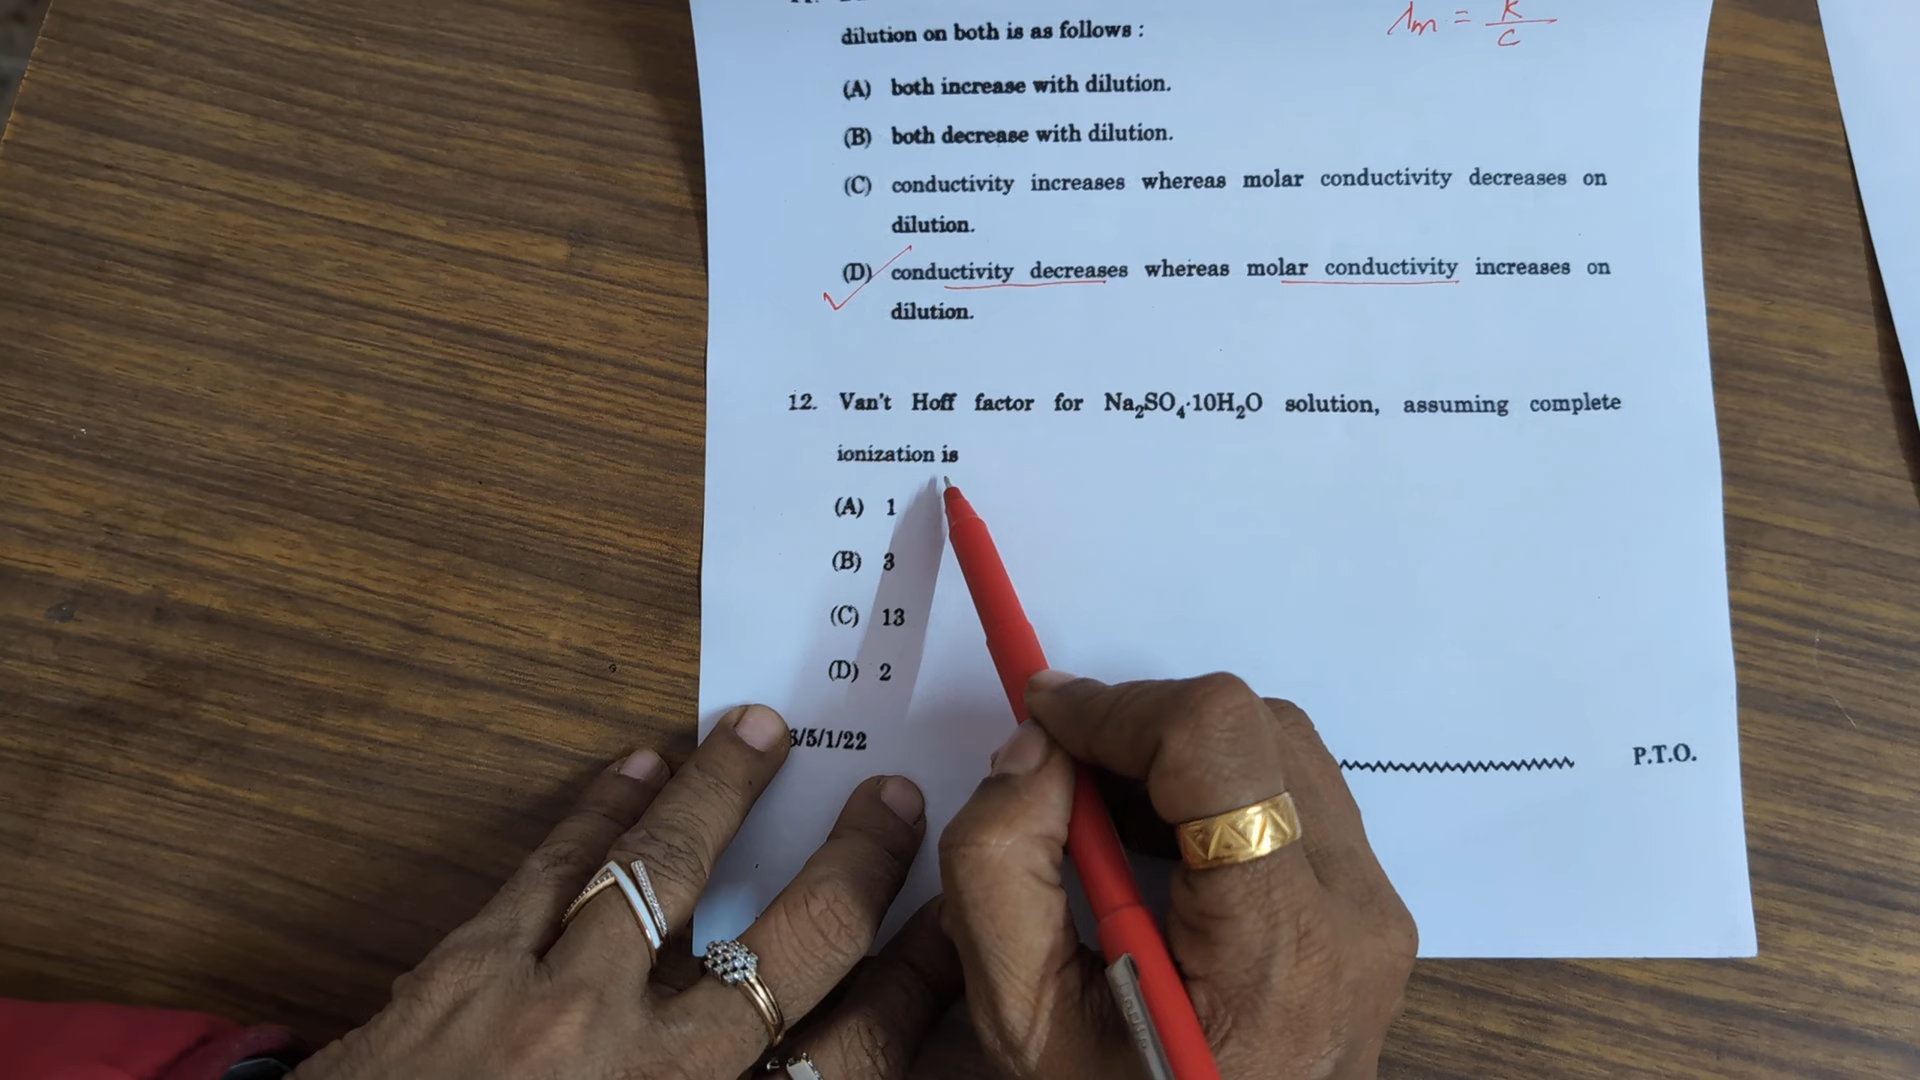 dilution on both is as follows :
Λm = K/C
(A) both increase with dilution.
(B) both decrease with dilution.
(C) conductivity increases whereas molar conductivity decreases on
dilution.
(D) conductivity decreases whereas molar conductivity increases on
dilution.
12. Van't Hoff factor for Na₂SO₄·10H₂O solution, assuming complete
ionization is
(A) 1
(B) 3
(C) 13
(D) 2
/5/1/22
P.T.O.